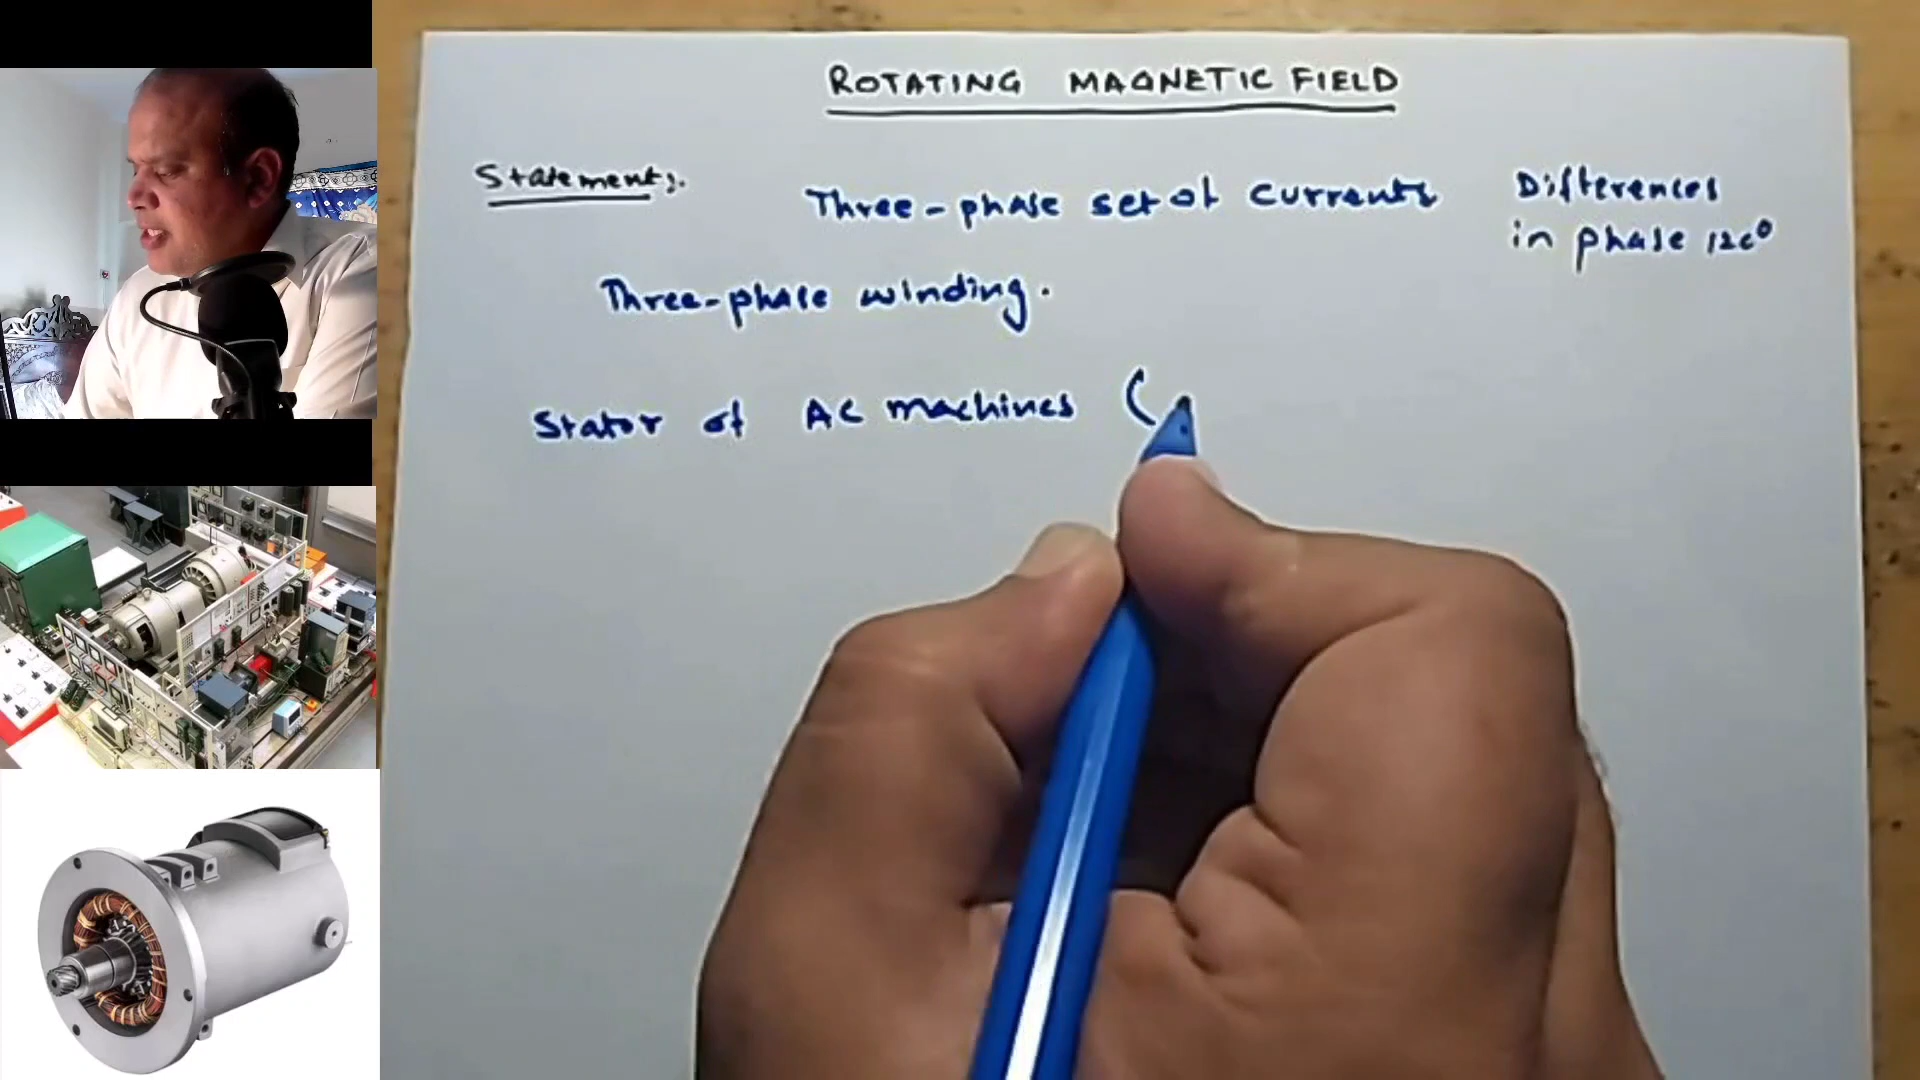 ROTATING MAGNETIC FIELD
Statement:.
Three-phase set of currents
Differences
in phase 120°
Three-phase winding.
Stator of AC machines (